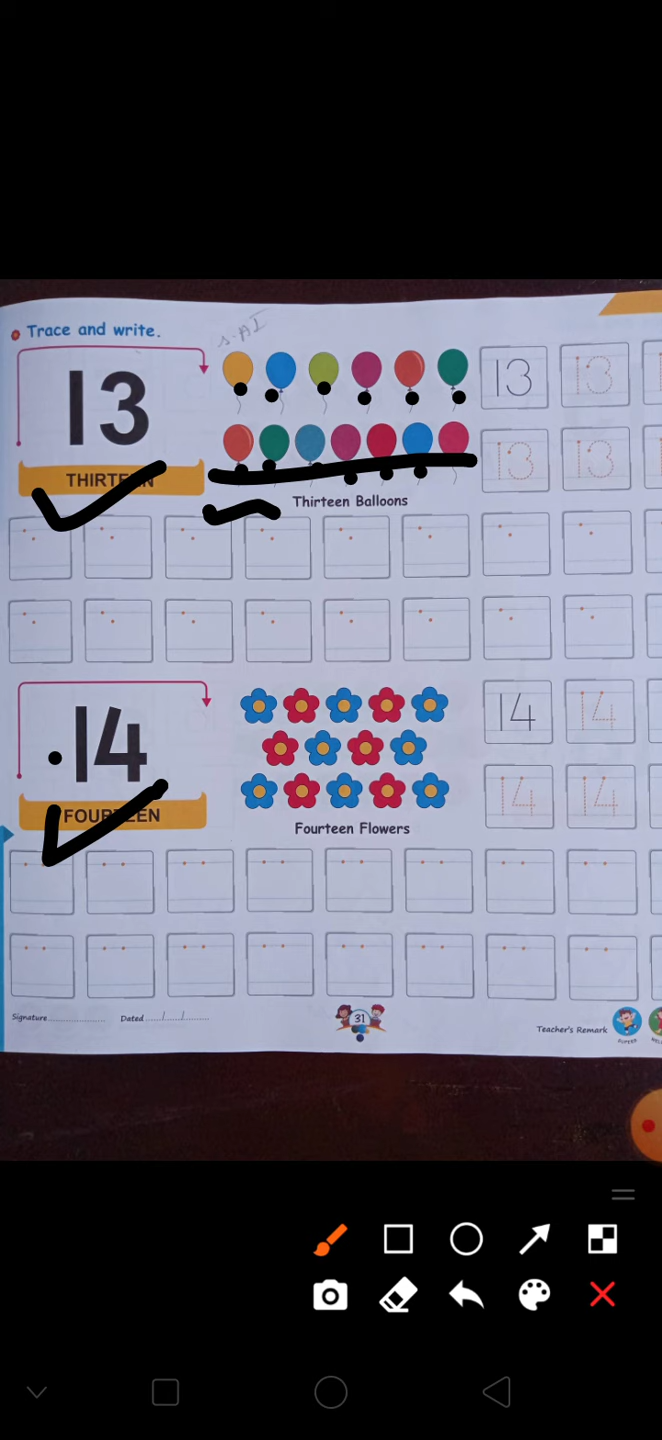 Trace and write.
13
THIRTEEN
Thirteen Balloons
13 13
13 13
14
FOURTEEN
Fourteen Flowers
14 14
14 14
Signature.................... Dated ....../....../.........
31
Teacher's Remark